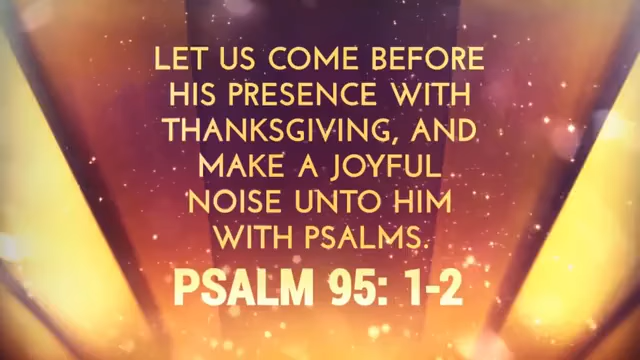 LET US COME BEFORE
HIS PRESENCE WITH
THANKSGIVING, AND
MAKE A JOYFUL
NOISE UNTO HIM
WITH PSALMS.
PSALM 95: 1-2